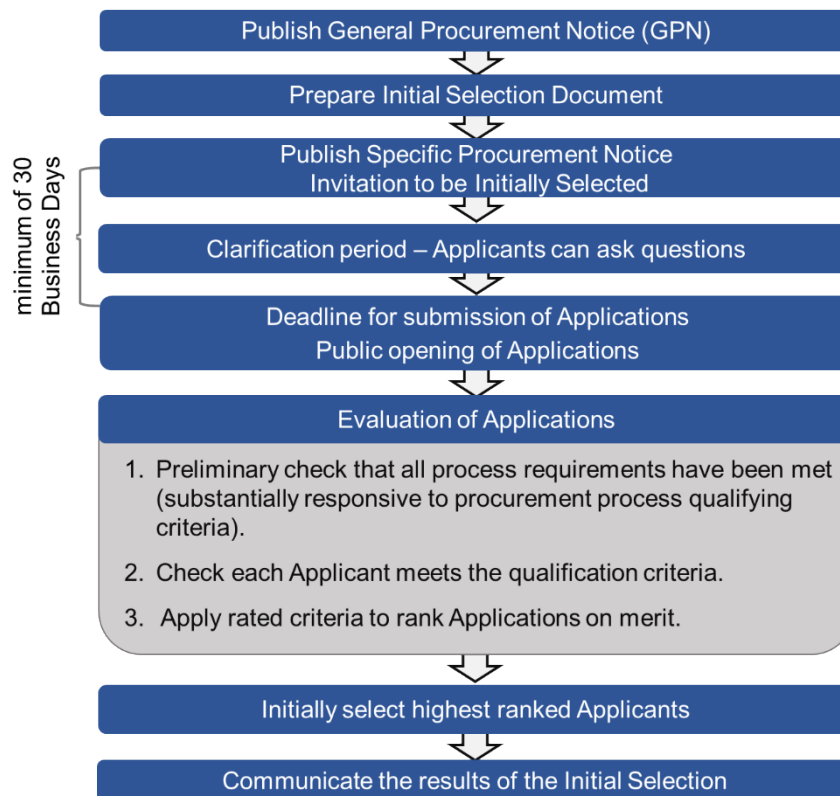 Publish General Procurement Notice (GPN)
Prepare Initial Selection Document
minimum of 30
Business Days
Publish Specific Procurement Notice
Invitation to be Initially Selected
Clarification period – Applicants can ask questions
Deadline for submission of Applications
Public opening of Applications
Evaluation of Applications
1. Preliminary check that all process requirements have been met
(substantially responsive to procurement process qualifying
criteria).
2. Check each Applicant meets the qualification criteria.
3. Apply rated criteria to rank Applications on merit.
Initially select highest ranked Applicants
Communicate the results of the Initial Selection